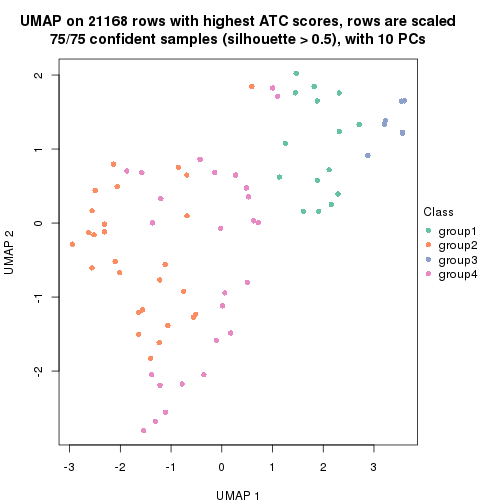 UMAP on 21168 rows with highest ATC scores, rows are scaled
75/75 confident samples (silhouette > 0.5), with 10 PCs
2
1
0
-1
-2
UMAP 2
-3
-2
-1
0
1
2
3
UMAP 1
Class
group1
group2
group3
group4